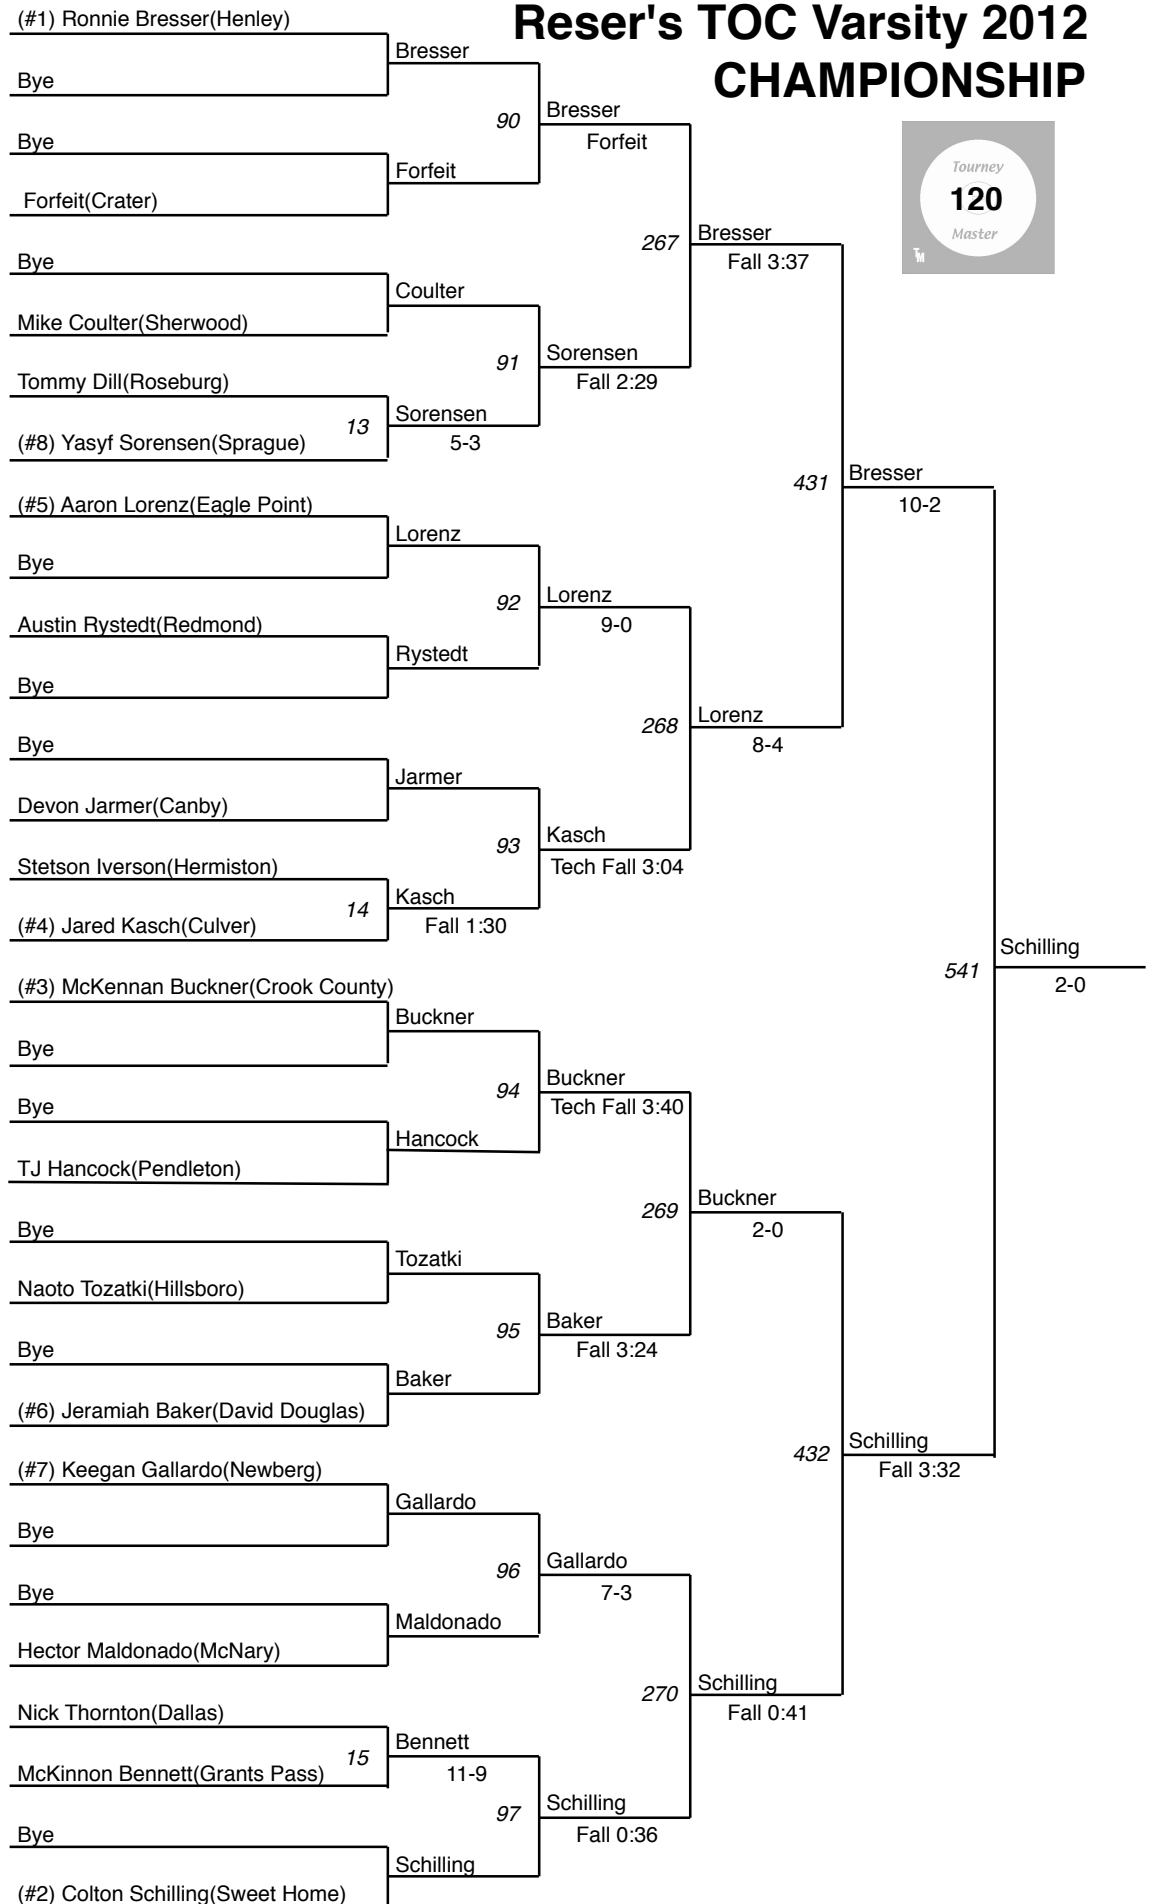 Reser's TOC Varsity 2012
CHAMPIONSHIP
Tourney
120
Master
TM
(#1) Ronnie Bresser(Henley)
Bresser
Bye
90
Bresser
Forfeit
Bye
Forfeit
Forfeit(Crater)
267
Bresser
Fall 3:37
Bye
Coulter
Mike Coulter(Sherwood)
91
Sorensen
Fall 2:29
Tommy Dill(Roseburg)
13
Sorensen
5-3
(#8) Yasyf Sorensen(Sprague)
431
Bresser
10-2
(#5) Aaron Lorenz(Eagle Point)
Lorenz
Bye
92
Lorenz
9-0
Austin Rystedt(Redmond)
Rystedt
Bye
268
Lorenz
8-4
Bye
Jarmer
Devon Jarmer(Canby)
93
Kasch
Tech Fall 3:04
Stetson Iverson(Hermiston)
14
Kasch
Fall 1:30
(#4) Jared Kasch(Culver)
541
Schilling
2-0
(#3) McKennan Buckner(Crook County)
Buckner
Bye
94
Buckner
Tech Fall 3:40
Bye
Hancock
TJ Hancock(Pendleton)
269
Buckner
2-0
Bye
Tozatki
Naoto Tozatki(Hillsboro)
95
Baker
Fall 3:24
Bye
Baker
(#6) Jeramiah Baker(David Douglas)
432
Schilling
Fall 3:32
(#7) Keegan Gallardo(Newberg)
Gallardo
Bye
96
Gallardo
7-3
Bye
Maldonado
Hector Maldonado(McNary)
270
Schilling
Fall 0:41
Nick Thornton(Dallas)
15
Bennett
11-9
McKinnon Bennett(Grants Pass)
97
Schilling
Fall 0:36
Bye
Schilling
(#2) Colton Schilling(Sweet Home)